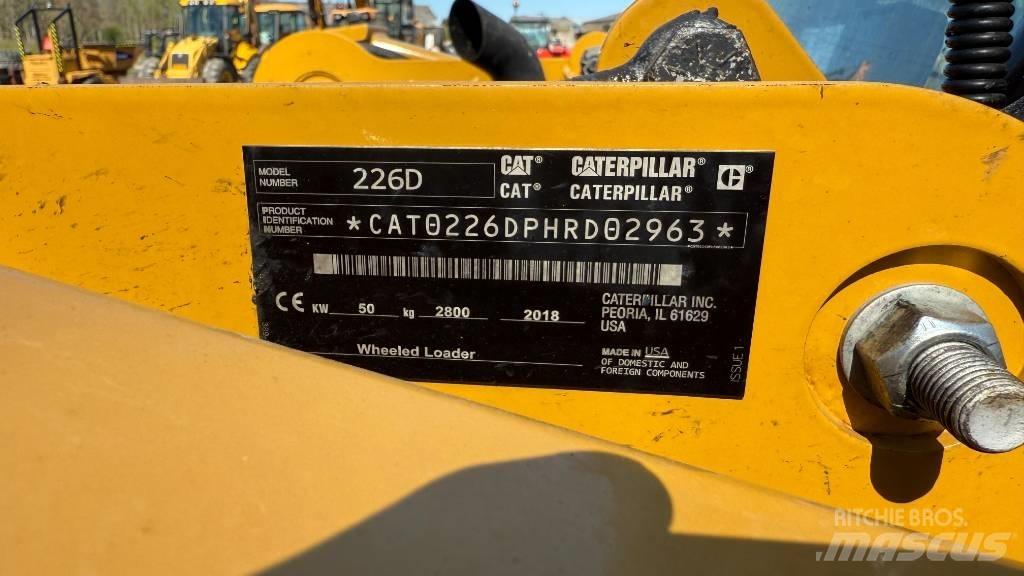 MODEL NUMBER 226D
CAT® CATERPILLAR® C
CAT® CATERPILLAR®
PRODUCT IDENTIFICATION NUMBER *CAT0226DPHRD02963*
CE KW 50 kg 2800 2018
Wheeled Loader
CATERPILLAR INC.
PEORIA, IL 61629
USA
MADE IN USA
OF DOMESTIC AND
FOREIGN COMPONENTS
ISSUE 1
RITCHIE BROS.
MASCUS